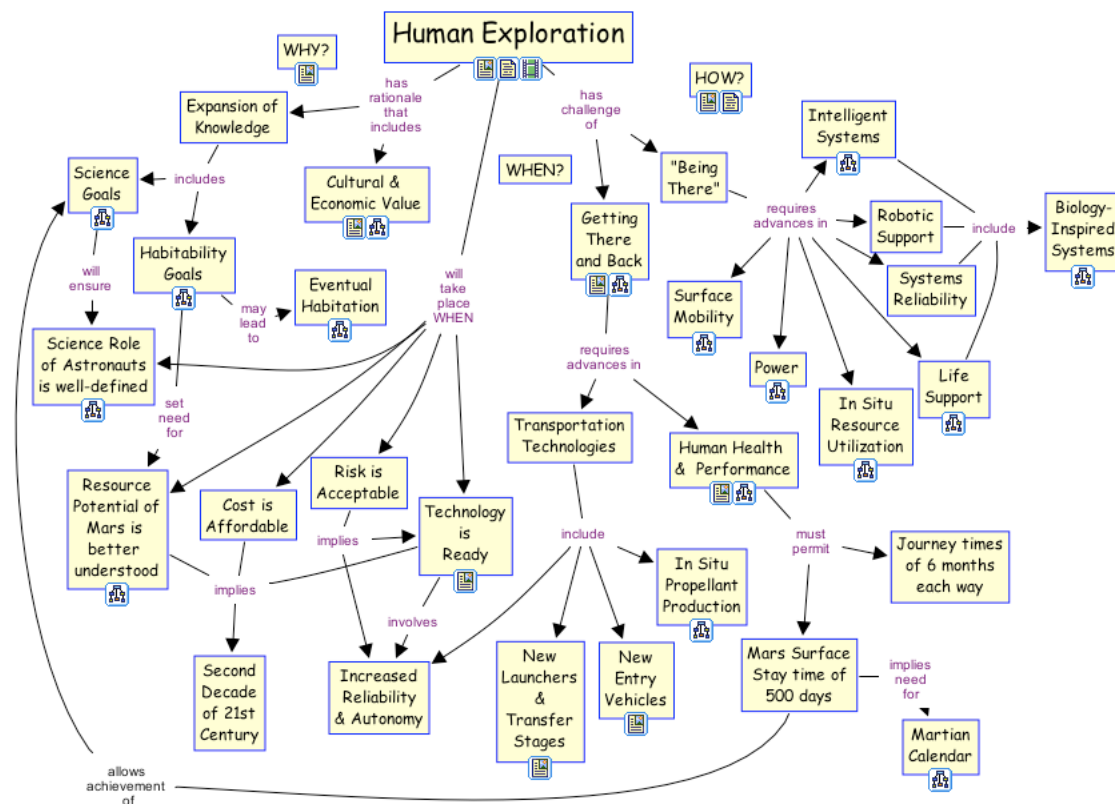 Human Exploration
WHY?
HOW?
has
rationale
that
includes
has
challenge
of
Expansion of
Knowledge
Intelligent
Systems
Science
Goals
includes
Cultural &
Economic Value
WHEN?
"Being
There"
requires
advances in
Robotic
Support
include
Biology-
Inspired
Systems
Getting
There
and Back
Habitability
Goals
will
ensure
Eventual
Habitation
may
lead
to
will
take
place
WHEN
Systems
Reliability
Surface
Mobility
Science Role
of Astronauts
is well-defined
requires
advances in
Power
Life
Support
In Situ
Resource
Utilization
set
need
for
Transportation
Technologies
Human Health
& Performance
Risk is
Acceptable
Resource
Potential of
Mars is
better
understood
Cost is
Affordable
Technology
is
Ready
implies
include
must
permit
Journey times
of 6 months
each way
In Situ
Propellant
Production
implies
involves
Second
Decade
of 21st
Century
Increased
Reliability
& Autonomy
New
Launchers
&
Transfer
Stages
New
Entry
Vehicles
Mars Surface
Stay time of
500 days
implies
need
for
Martian
Calendar
allows
achievement
of